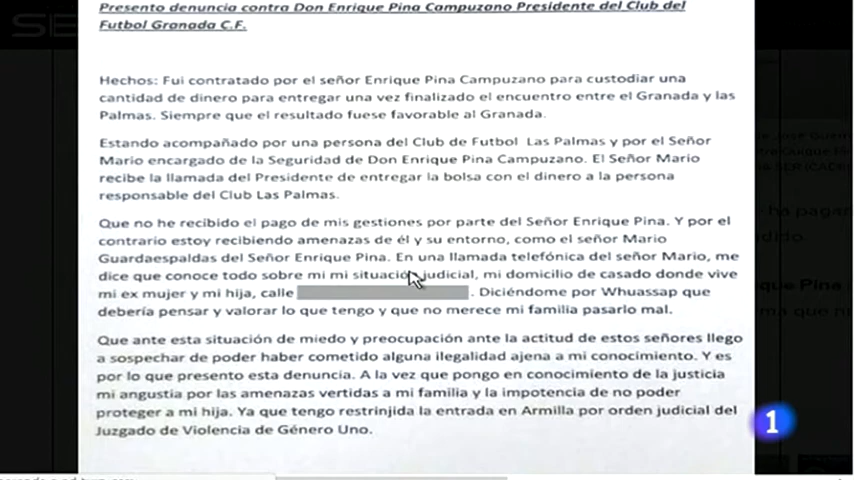 Presento denuncia contra Don Enrique Pina Campuzano Presidente del Club del
Futbol Granada C.F.
Hechos: Fui contratado por el señor Enrique Pina Campuzano para custodiar una
cantidad de dinero para entregar una vez finalizado el encuentro entre el Granada y las
Palmas. Siempre que el resultado fuese favorable al Granada.
Estando acompañado por una persona del Club de Futbol Las Palmas y por el Señor
Mario encargado de la Seguridad de Don Enrique Pina Campuzano. El Señor Mario
recibe la llamada del Presidente de entregar la bolsa con el dinero a la persona
responsable del Club Las Palmas.
Que no he recibido el pago de mis gestiones por parte del Señor Enrique Pina. Y por el
contrario estoy recibiendo amenazas de él y su entorno, como el señor Mario
Guardaespaldas del Señor Enrique Pina. En una llamada telefónica del señor Mario, me
dice que conoce todo sobre mi mi situación judicial, mi domicilio de casado donde vive
mi ex mujer y mi hija, calle . Diciéndome por Whuassap que
debería pensar y valorar lo que tengo y que no merece mi familia pasarlo mal.
Que ante esta situación de miedo y preocupación ante la actitud de estos señores llego
a sospechar de poder haber cometido alguna ilegalidad ajena a mi conocimiento. Y es
por lo que presento esta denuncia. A la vez que pongo en conocimiento de la justicia
mi angustia por las amenazas vertidas a mi familia y la impotencia de no poder
proteger a mi hija. Ya que tengo restrinjida la entrada en Armilla por orden judicial del
Juzgado de Violencia de Género Uno.
1